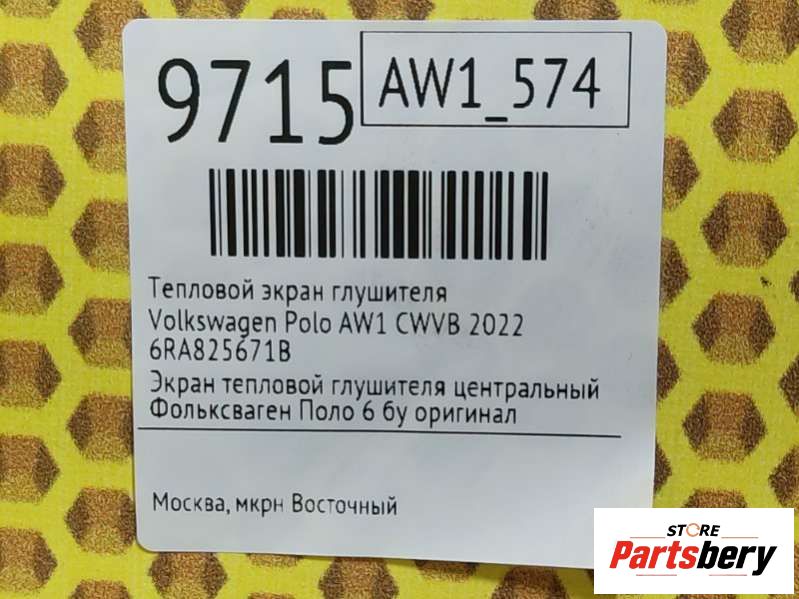 9715
AW1_574
Тепловой экран глушителя
Volkswagen Polo AW1 CWVB 2022
6RA825671B
Экран тепловой глушителя центральный
Фольксваген Поло 6 бу оригинал
Москва, мкрн Восточный
STORE
Partsbery